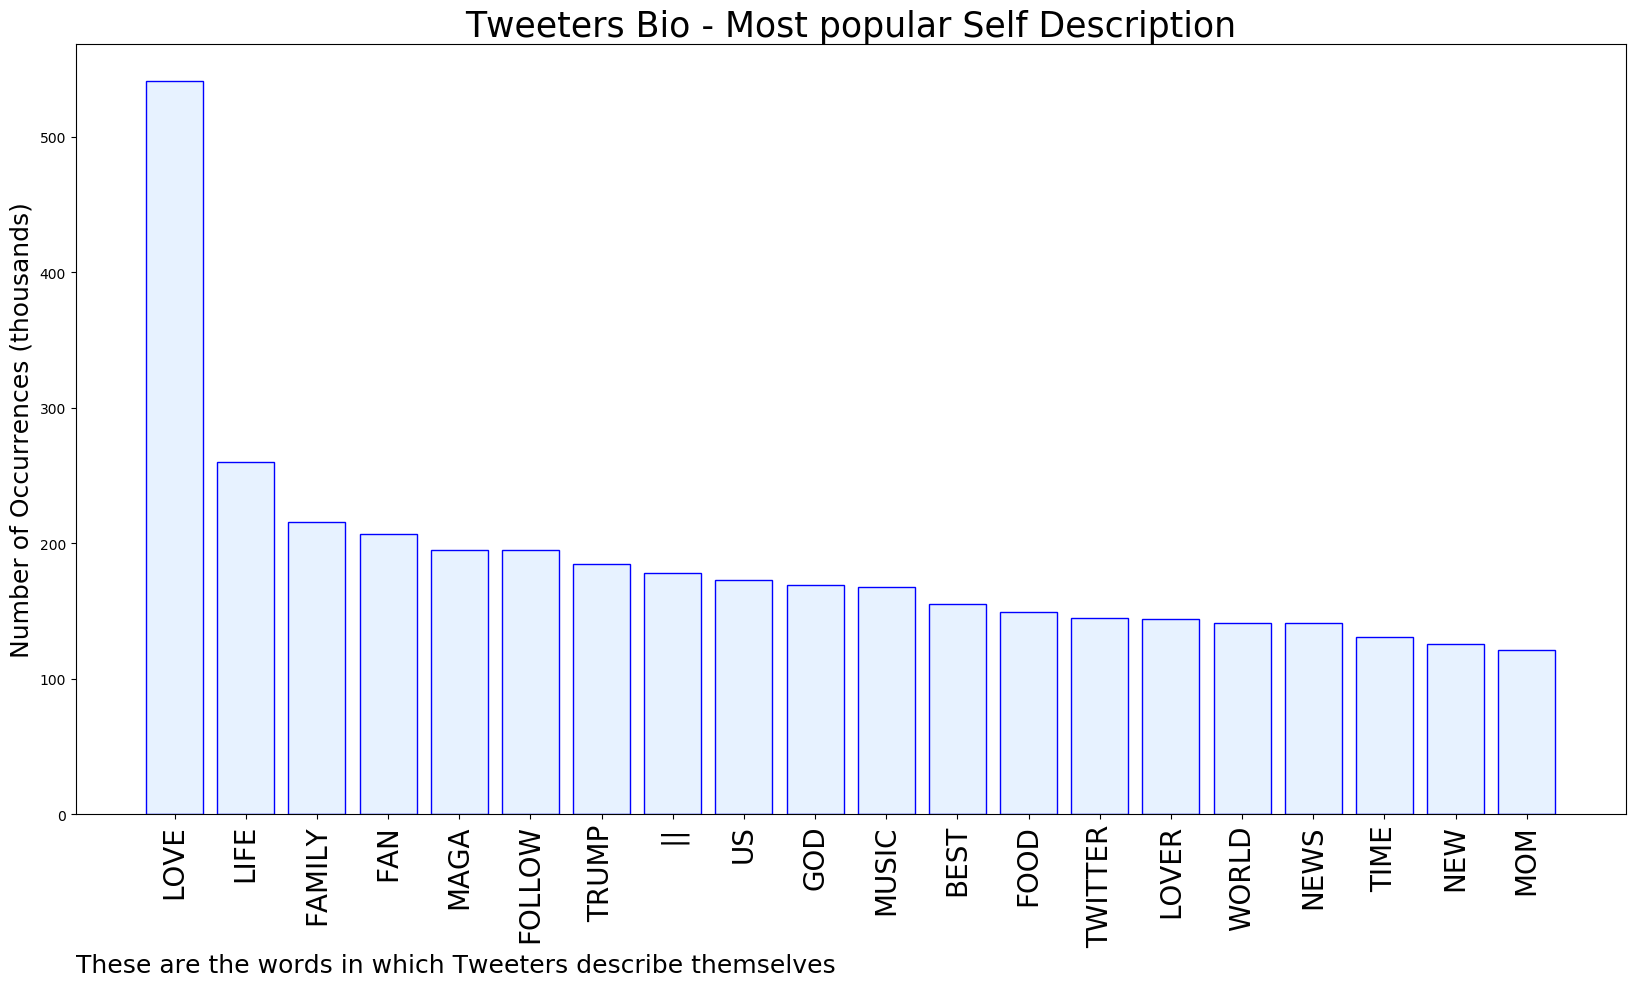 Tweeters Bio - Most popular Self Description
Number of Occurrences (thousands)
500
400
300
200
100
0
LOVE
LIFE
FAMILY
FAN
MAGA
FOLLOW
TRUMP
||
US
GOD
MUSIC
BEST
FOOD
TWITTER
LOVER
WORLD
NEWS
TIME
NEW
MOM
These are the words in which Tweeters describe themselves